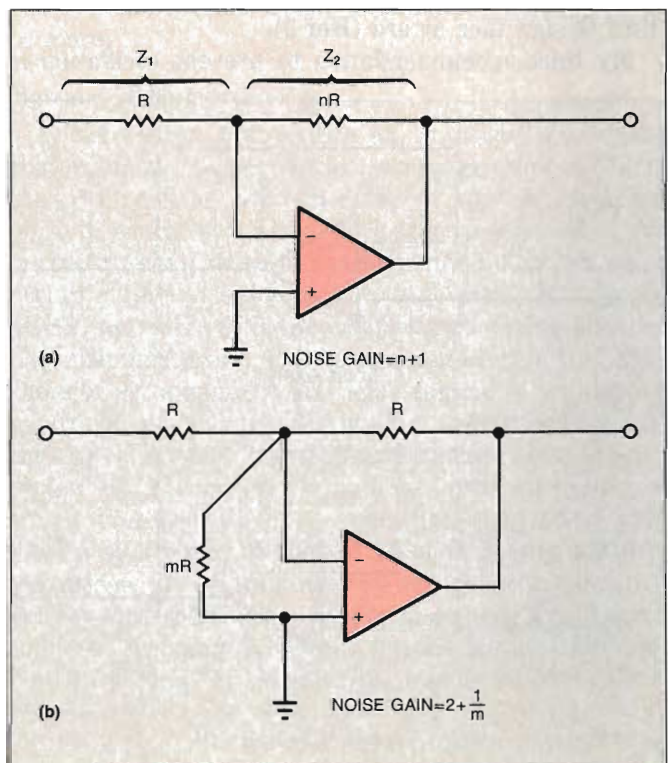 Z₁ Z₂
R nR
−
+
(a) NOISE GAIN=n+1
R R
mR
−
+
(b) NOISE GAIN=2+1/m